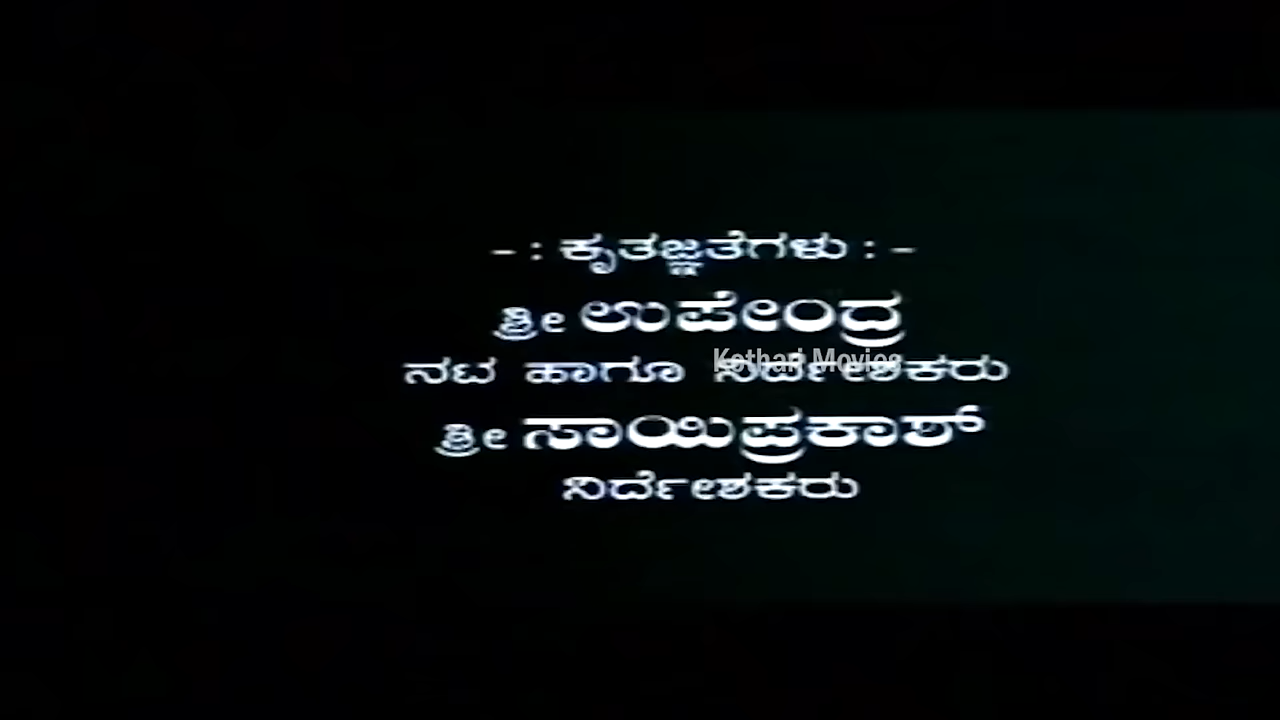 -: ಕೃತಜ್ಞತೆಗಳು :-
ಶ್ರೀ ಉಪೇಂದ್ರ
ನಟ ಹಾಗೂ ನಿರ್ದೇಶಕರು
Kothari Movies
ಶ್ರೀ ಸಾಯಿಪ್ರಕಾಶ್
ನಿರ್ದೇಶಕರು